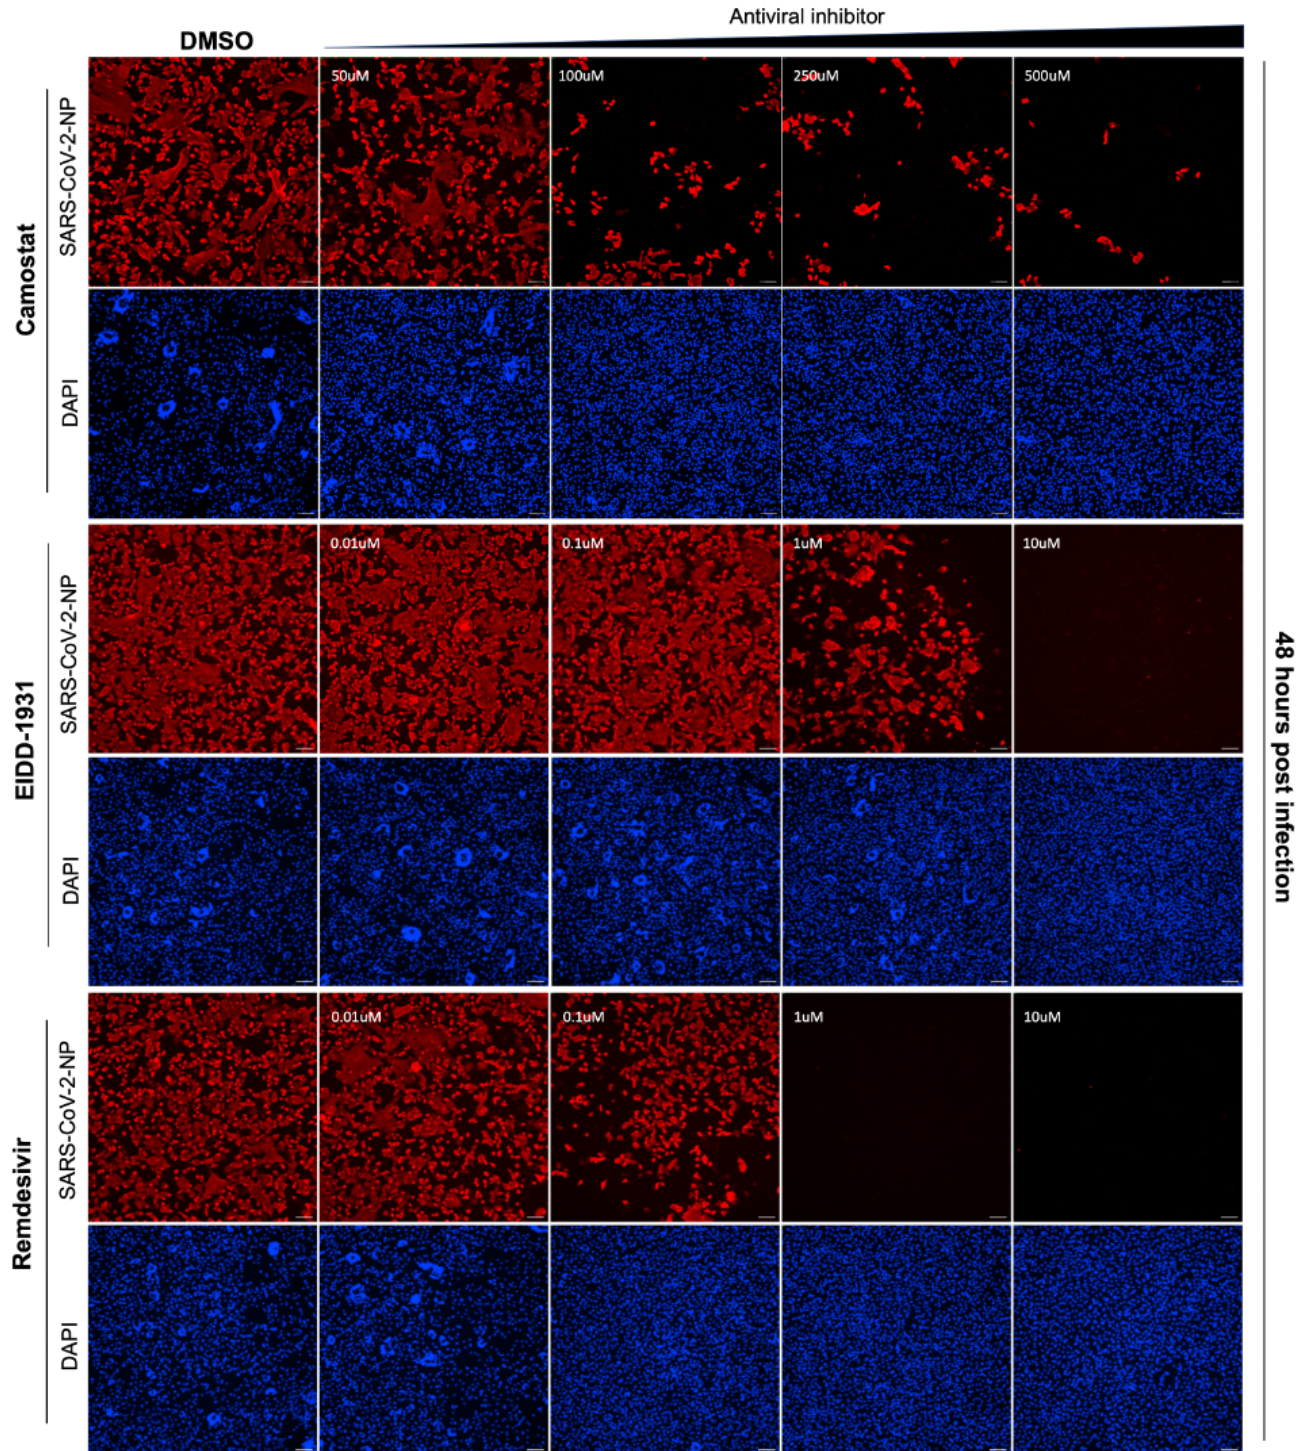 Antiviral inhibitor
DMSO
Camostat
SARS-CoV-2-NP
50uM
100uM
250uM
500uM
DAPI
EIDD-1931
SARS-CoV-2-NP
0.01uM
0.1uM
1uM
10uM
DAPI
Remdesivir
SARS-CoV-2-NP
0.01uM
0.1uM
1uM
10uM
DAPI
48 hours post infection